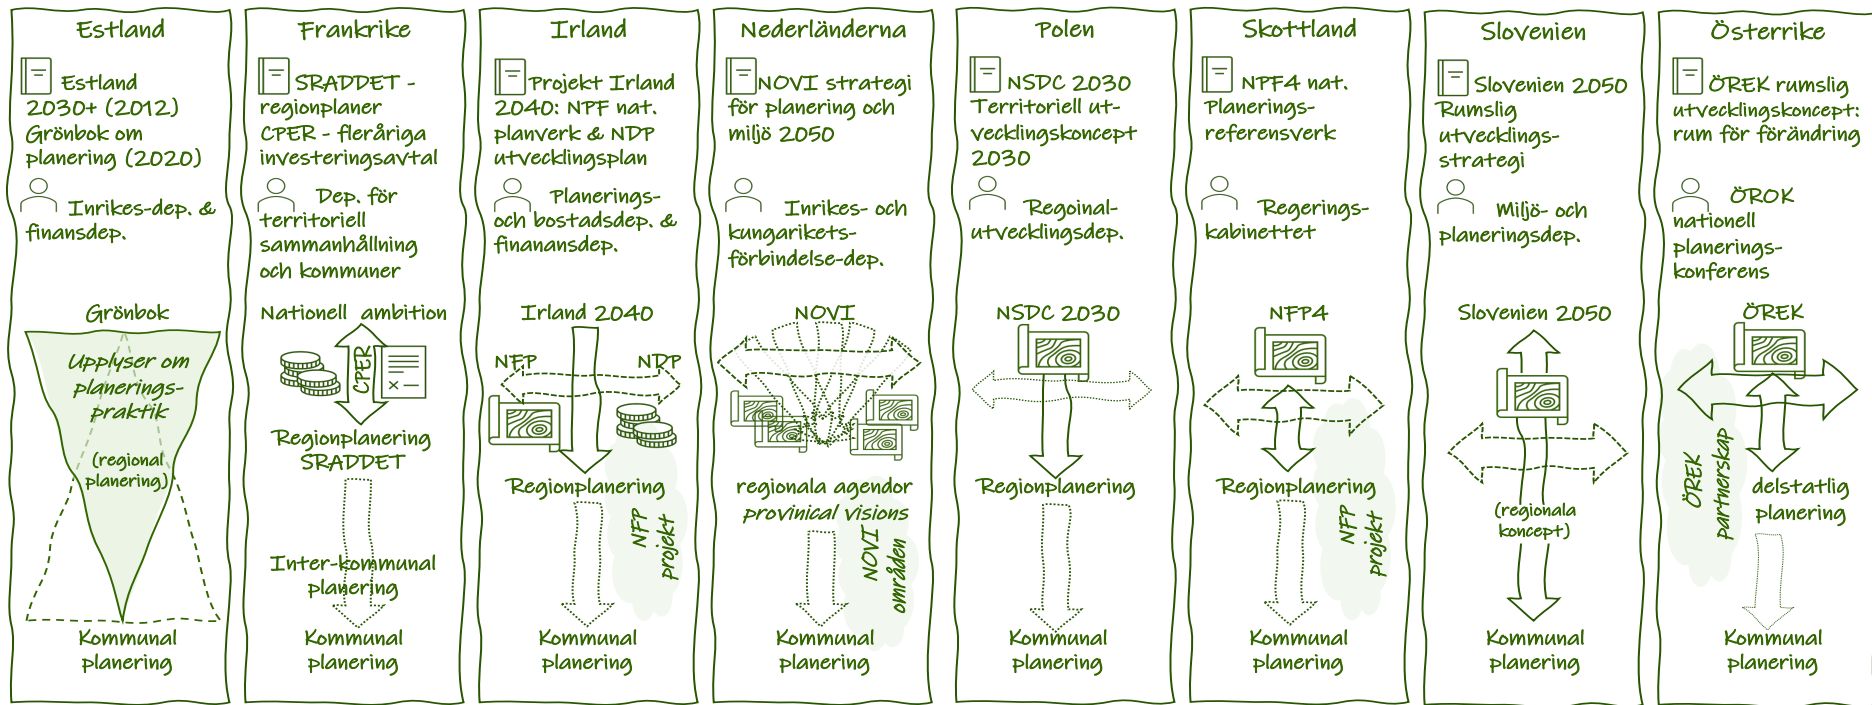 Estland
Estland
2030+ (2012)
Grönbok om
planering (2020)
Inrikes-dep. &
finansdep.
Grönbok
Upplyser om
planerings-
praktik
(regional
planering)
Kommunal
planering
Frankrike
SRADDET -
regionplaner
CPER - fleråriga
investeringsavtal
Dep. för
territoriell
sammanhållning
och kommuner
Nationell ambition
CPER
Regionplanering
SRADDET
Inter-kommunal
planering
Kommunal
planering
Irland
Projekt Irland
2040: NPF nat.
planverk & NDP
utvecklingsplan
Planerings-
och bostadsdep. &
finanansdep.
Irland 2040
NFP
NDP
Regionplanering
NFP
projekt
Kommunal
planering
Nederländerna
NOVI strategi
för planering och
miljö 2050
Inrikes- och
kungarikets-
förbindelse-dep.
NOVI
regionala agendor
provinical visions
NOVI
områden
Kommunal
planering
Polen
NSDC 2030
Territoriell ut-
vecklingskoncept
2030
Regoinal-
utvecklingsdep.
NSDC 2030
Regionplanering
Kommunal
planering
Skottland
NPF4 nat.
Planerings-
referensverk
Regerings-
kabinettet
NFP4
Regionplanering
NFP
projekt
Kommunal
planering
Slovenien
Slovenien 2050
Rumslig
utvecklings-
strategi
Miljö- och
planeringsdep.
Slovenien 2050
(regionala
koncept)
Kommunal
planering
Österrike
ÖREK rumslig
utvecklingskoncept:
rum för förändring
ÖROK
nationell
planerings-
konferens
ÖREK
ÖREK
partnerskap
delstatlig
planering
Kommunal
planering